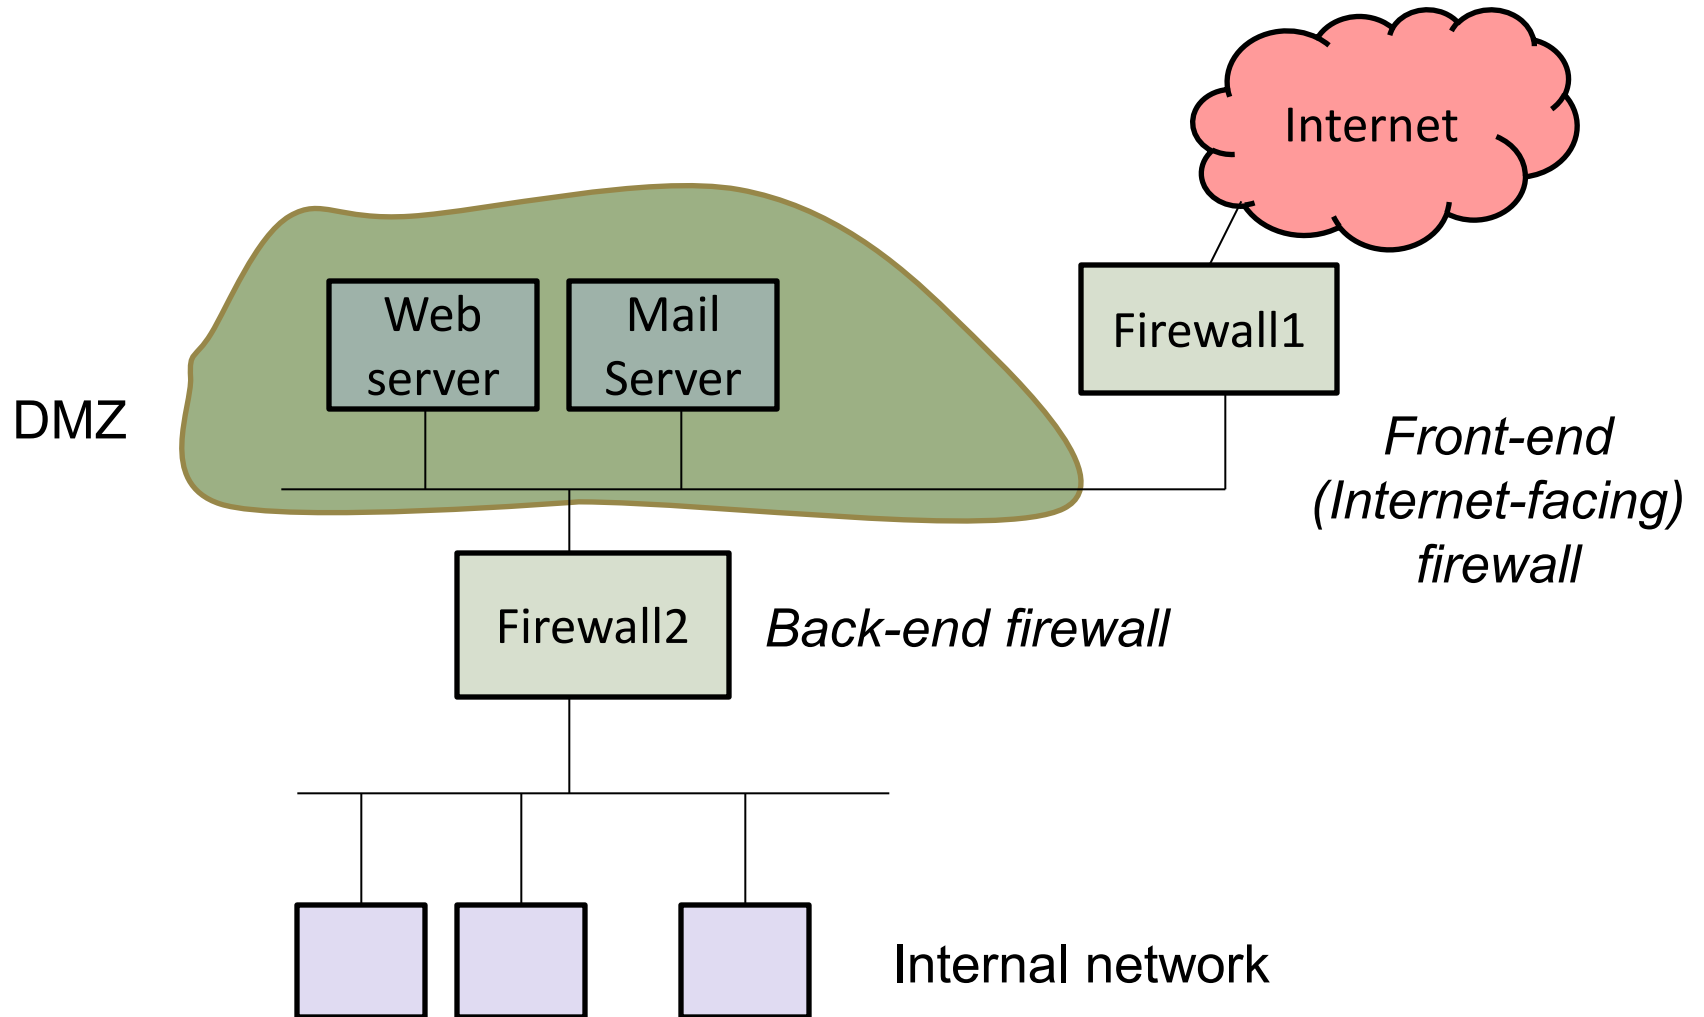 Internet
Web
server
Mail
Server
Firewall1
DMZ
Front-end
(Internet-facing)
firewall
Firewall2
Back-end firewall
Internal network